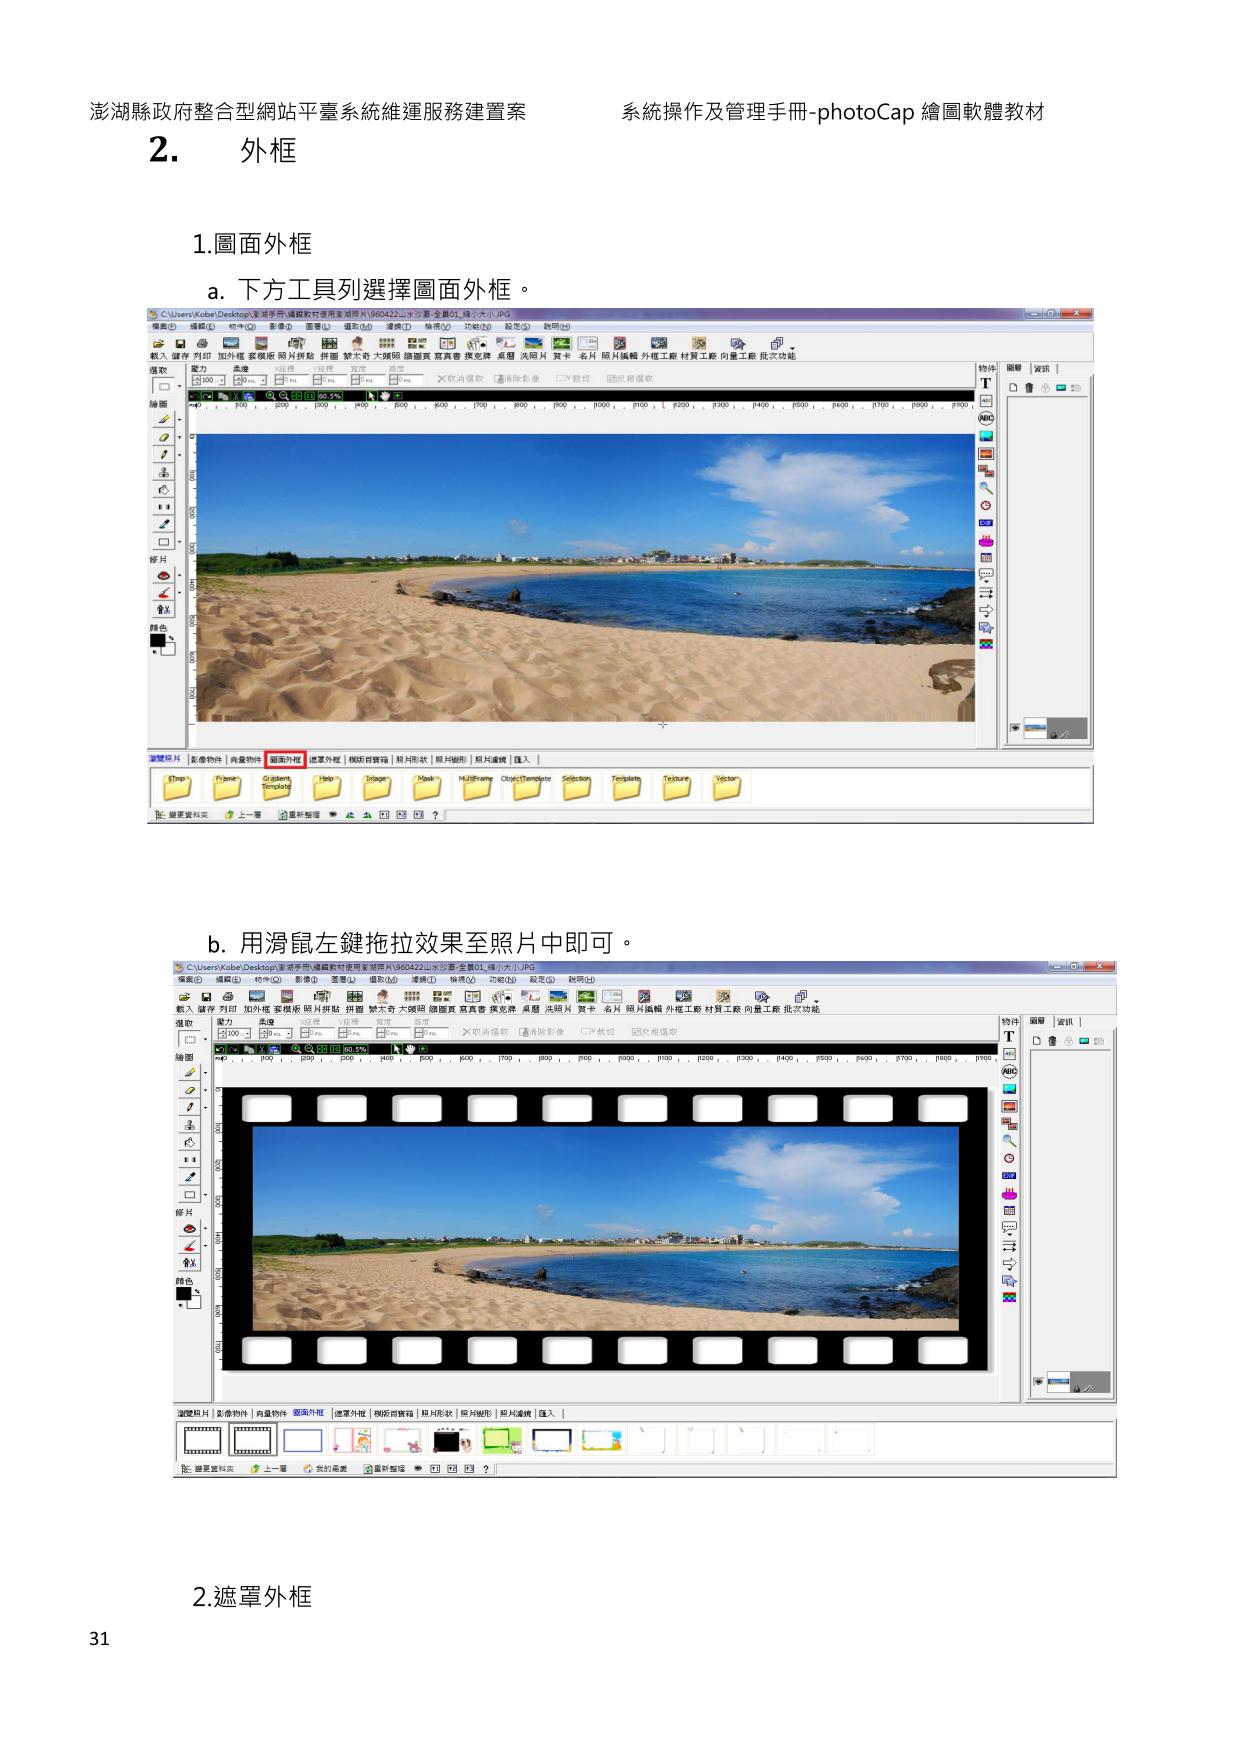 澎湖縣政府整合型網站平臺系統維運服務建置案 系統操作及管理手冊-photoCap 繪圖軟體教材
2. 外框
1.圖面外框
a. 下方工具列選擇圖面外框。
C:\Users\Kobe\Desktop\澎湖手冊\編輯教材使用澎湖照片\960422山水沙灘-全景01_縮小大小.JPG
檔案(F) 編輯(E) 物件(O) 影像(I) 圖層(L) 選取(M) 濾鏡(T) 檢視(V) 功能(N) 設定(S) 說明(H)
載入 儲存 列印 加外框 套模版 照片拼貼 拼圖 變大奇 大頭照 縮圖頁 寫真書 撲克牌 桌曆 洗照片 賀卡 名片 照片編輯 外框工廠 材質工廠 向量工廠 批次功能
選取 壓力 柔邊 X座標 Y座標 寬度 高度 物件 圖層 資訊
100 取消選取 清除影像 裁切 反相選取
60.5%
繪圖
修片
顏色
瀏覽照片 影像物件 向量物件 圖面外框 遮罩外框 模版百寶箱 照片形狀 照片變形 照片濾鏡 匯入
$Tmp Frame Gradient Template Help Image Mask MultiFrame ObjectTemplate Selection Template Texture Vector
變更資料夾 上一層 重新整理
b. 用滑鼠左鍵拖拉效果至照片中即可。
C:\Users\Kobe\Desktop\澎湖手冊\編輯教材使用澎湖照片\960422山水沙灘-全景01_縮小大小.JPG
檔案(F) 編輯(E) 物件(O) 影像(I) 圖層(L) 選取(M) 濾鏡(T) 檢視(V) 功能(N) 設定(S) 說明(H)
載入 儲存 列印 加外框 套模版 照片拼貼 拼圖 變大奇 大頭照 縮圖頁 寫真書 撲克牌 桌曆 洗照片 賀卡 名片 照片編輯 外框工廠 材質工廠 向量工廠 批次功能
選取 壓力 柔邊 X座標 Y座標 寬度 高度 物件 圖層 資訊
100 取消選取 清除影像 裁切 反相選取
60.5%
繪圖
修片
顏色
瀏覽照片 影像物件 向量物件 圖面外框 遮罩外框 模版百寶箱 照片形狀 照片變形 照片濾鏡 匯入
變更資料夾 上一層 我的最愛 重新整理
2.遮罩外框
31